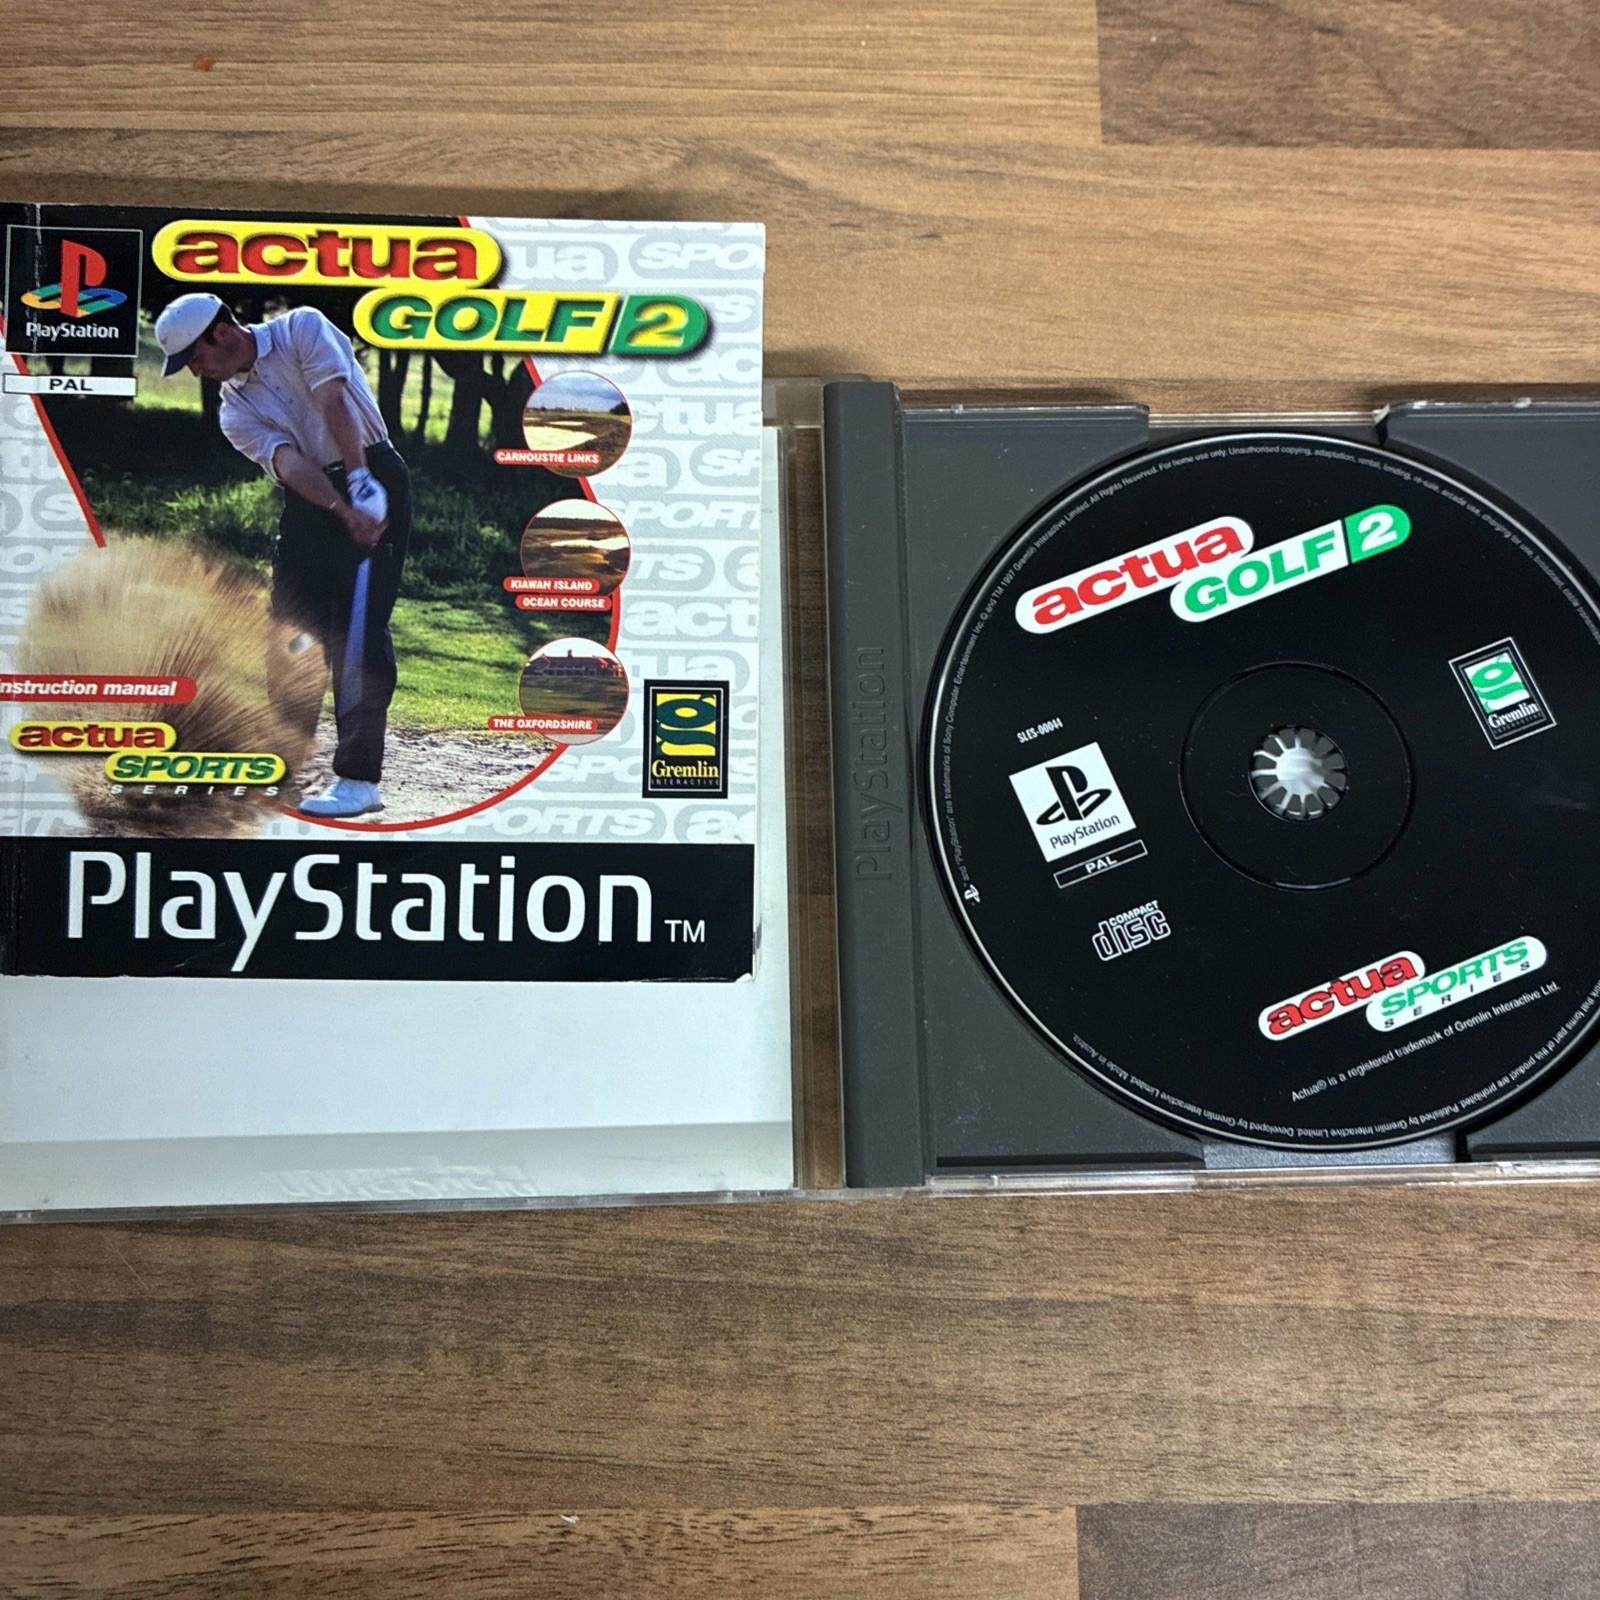 PlayStation
PAL
actua
GOLF 2
CARNOUSTIE LINKS
KIAWAH ISLAND
OCEAN COURSE
THE OXFORDSHIRE
instruction manual
actua
SPORTS
SERIES
Gremlin
INTERACTIVE
PlayStation TM
PlayStation
actua
GOLF 2
Gremlin
INTERACTIVE
SLES-00044
PlayStation
PAL
COMPACT
disc
actua
SPORTS
SERIES
Actua® is a registered trademark of Gremlin Interactive Ltd.